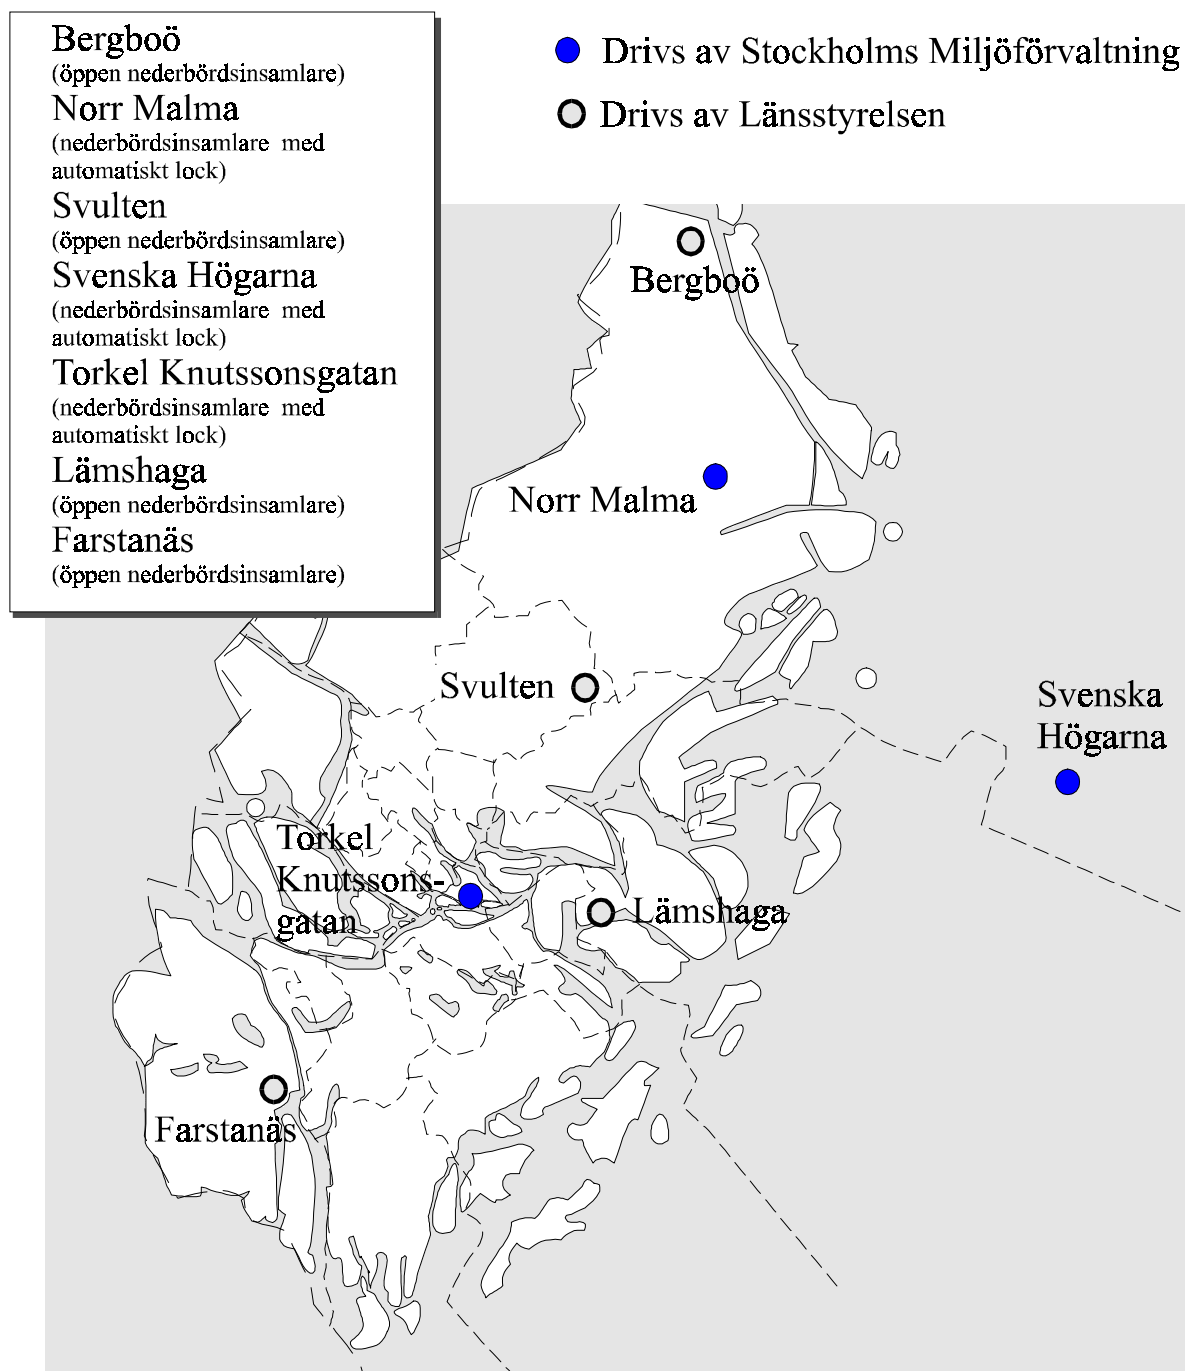 Bergboö
(öppen nederbördsinsamlare)
Norr Malma
(nederbördsinsamlare med
automatiskt lock)
Svulten
(öppen nederbördsinsamlare)
Svenska Högarna
(nederbördsinsamlare med
automatiskt lock)
Torkel Knutssonsgatan
(nederbördsinsamlare med
automatiskt lock)
Lämshaga
(öppen nederbördsinsamlare)
Farstanäs
(öppen nederbördsinsamlare)
Drivs av Stockholms Miljöförvaltning
Drivs av Länsstyrelsen
Bergboö
Norr Malma
Svulten
Svenska
Högarna
Torkel
Knutssons-
gatan
Lämshaga
Farstanäs